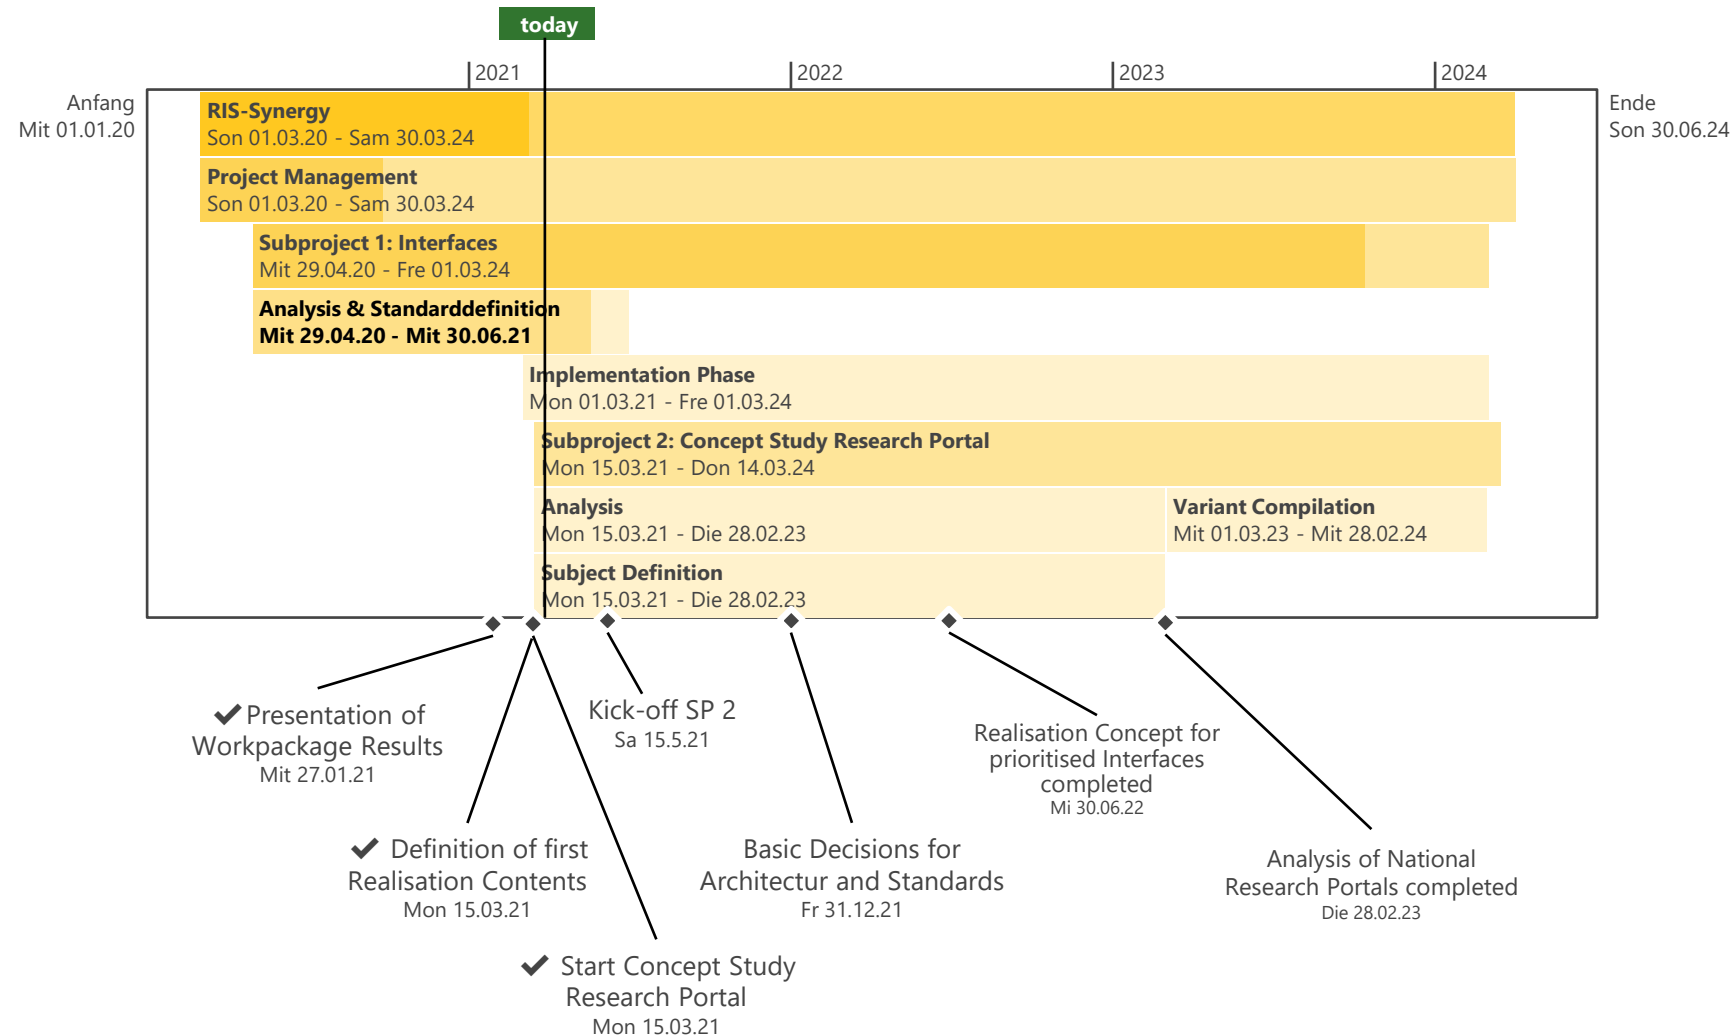 today
2021
2022
2023
2024
Anfang
Mit 01.01.20
Ende
Son 30.06.24
RIS-Synergy
Son 01.03.20 - Sam 30.03.24
Project Management
Son 01.03.20 - Sam 30.03.24
Subproject 1: Interfaces
Mit 29.04.20 - Fre 01.03.24
Analysis & Standarddefinition
Mit 29.04.20 - Mit 30.06.21
Implementation Phase
Mon 01.03.21 - Fre 01.03.24
Subproject 2: Concept Study Research Portal
Mon 15.03.21 - Don 14.03.24
Analysis
Mon 15.03.21 - Die 28.02.23
Variant Compilation
Mit 01.03.23 - Mit 28.02.24
Subject Definition
Mon 15.03.21 - Die 28.02.23
✔ Presentation of
Workpackage Results
Mit 27.01.21
Kick-off SP 2
Sa 15.5.21
Realisation Concept for
prioritised Interfaces
completed
Mi 30.06.22
✔ Definition of first
Realisation Contents
Mon 15.03.21
Basic Decisions for
Architectur and Standards
Fr 31.12.21
Analysis of National
Research Portals completed
Die 28.02.23
✔ Start Concept Study
Research Portal
Mon 15.03.21